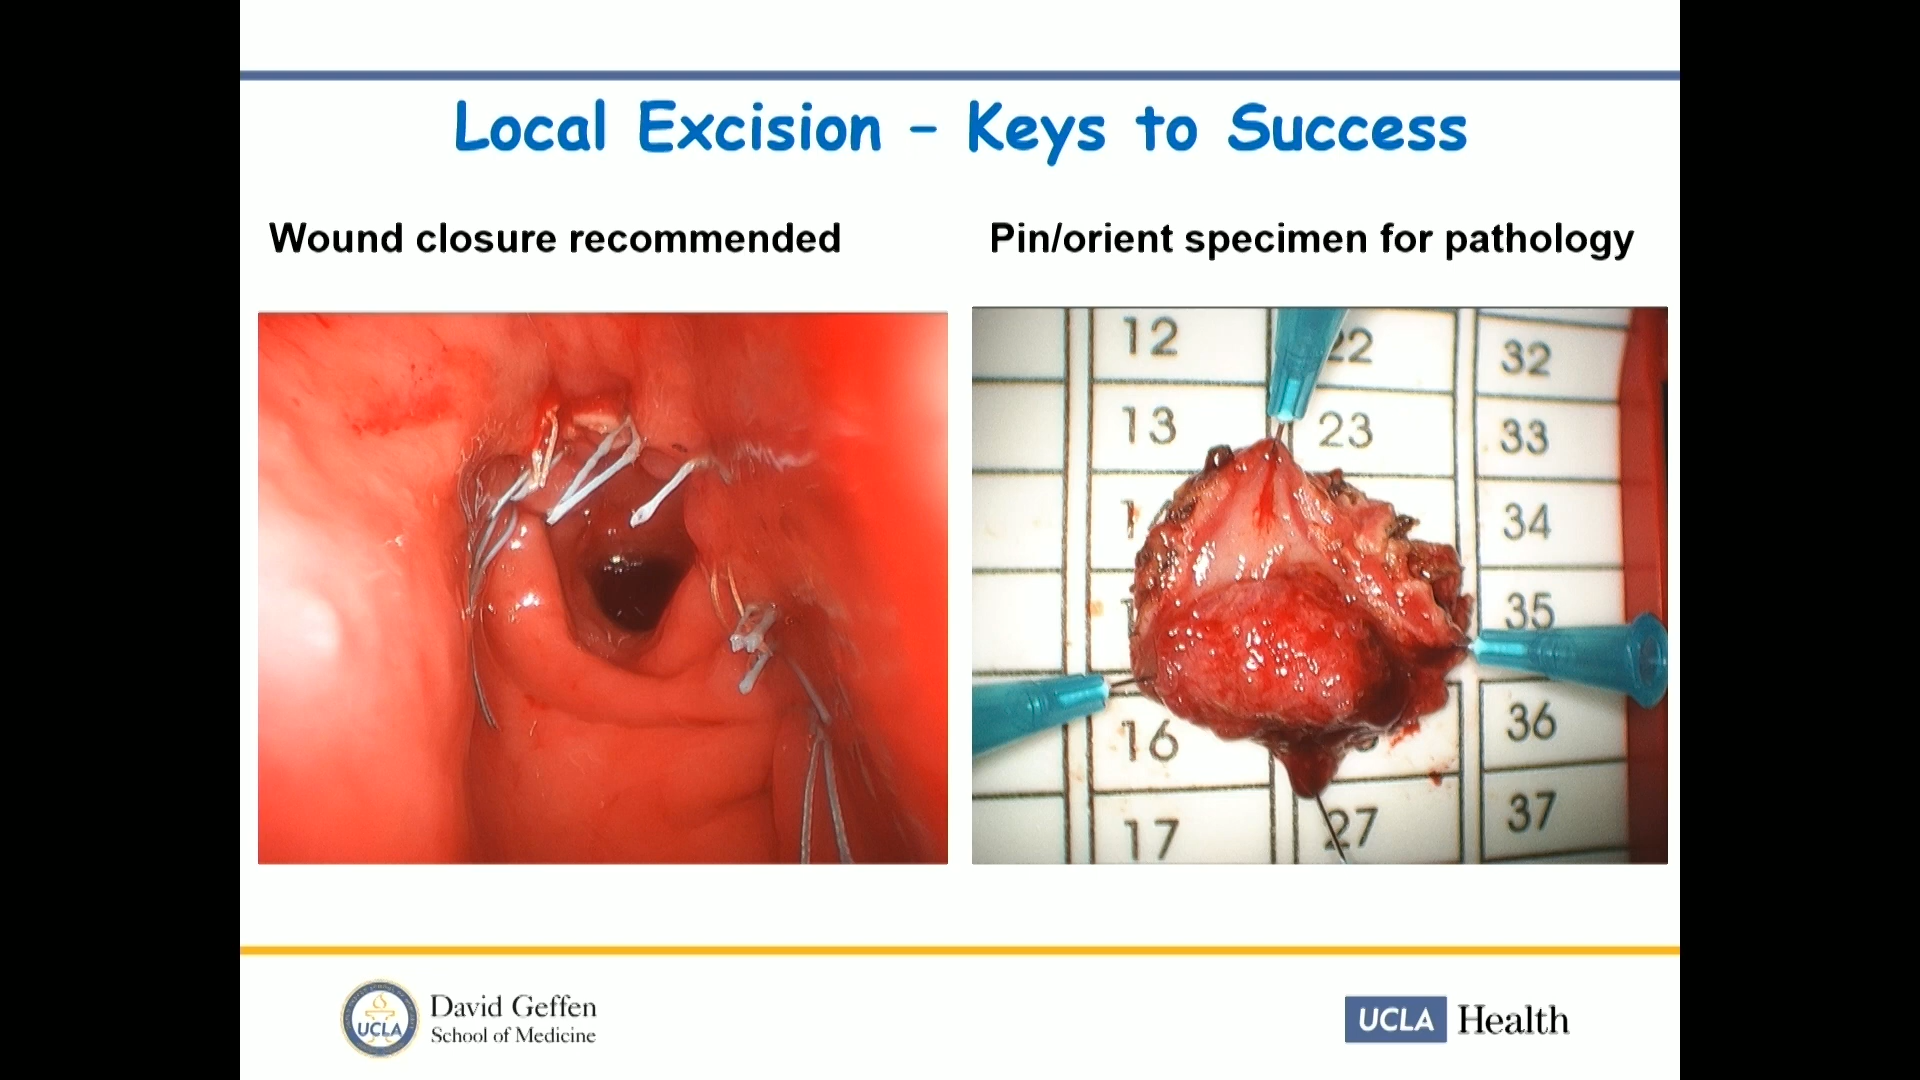 Local Excision – Keys to Success
Wound closure recommended
Pin/orient specimen for pathology
12
22
32
13
23
33
34
35
16
36
17
27
37
UCLA
David Geffen
School of Medicine
UCLA Health